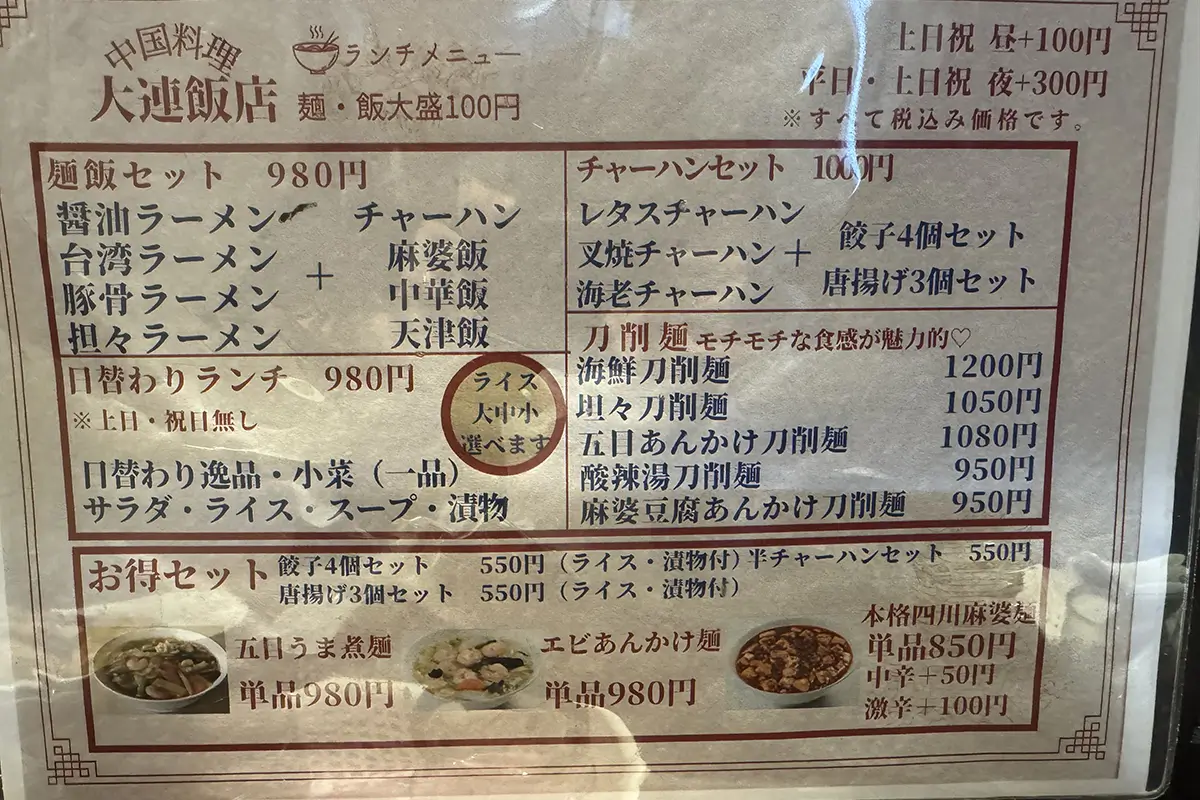 中国料理
大連飯店
ランチメニュー
麺・飯大盛100円
土日祝 昼+100円
平日・土日祝 夜+300円
※すべて税込み価格です。
麺飯セット 980円
醤油ラーメン チャーハン
台湾ラーメン 麻婆飯
+
豚骨ラーメン 中華飯
担々ラーメン 天津飯
チャーハンセット 1000円
レタスチャーハン
叉焼チャーハン+
海老チャーハン
餃子4個セット
唐揚げ3個セット
日替わりランチ 980円
※土日・祝日無し
ライス
大中小
選べます
日替わり逸品・小菜(一品)
サラダ・ライス・スープ・漬物
刀削麺 モチモチな食感が魅力的♡
海鮮刀削麺 1200円
坦々刀削麺 1050円
五目あんかけ刀削麺 1080円
酸辣湯刀削麺 950円
麻婆豆腐あんかけ刀削麺 950円
お得セット
餃子4個セット 550円(ライス・漬物付)半チャーハンセット 550円
唐揚げ3個セット 550円(ライス・漬物付)
五目うま煮麺
単品980円
エビあんかけ麺
単品980円
本格四川麻婆麺
単品850円
中辛+50円
激辛+100円